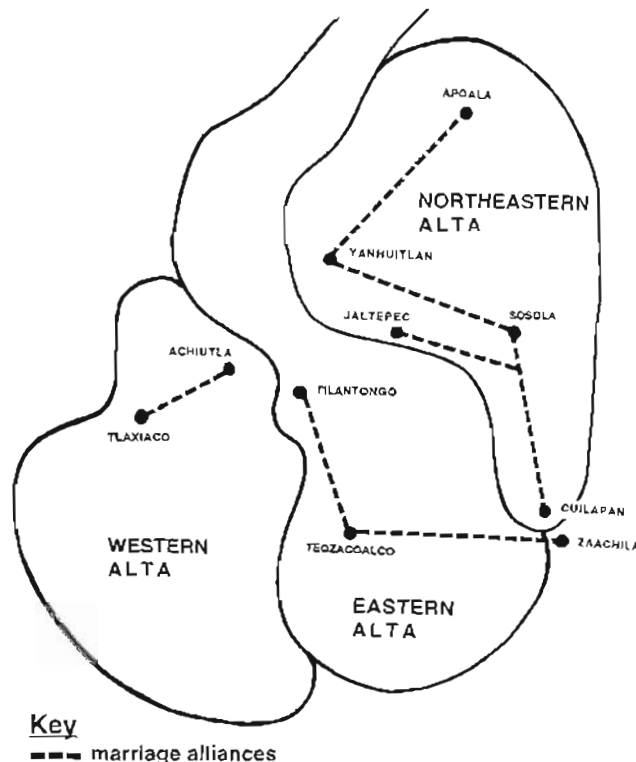 APOALA
NORTHEASTERN
ALTA
YANHUITLAN
JALTEPEC
SOSOLA
ACHIUTLA
TILANTONGO
TLAXIACO
CUILAPAN
ZAACHILA
TEOZACOALCO
WESTERN
ALTA
EASTERN
ALTA
Key
marriage alliances